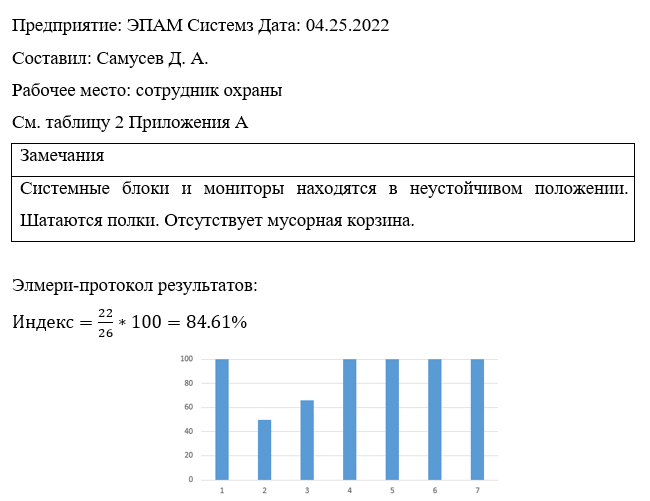 Предприятие: ЭПАМ Системз Дата: 04.25.2022
Составил: Самусев Д. А.
Рабочее место: сотрудник охраны
См. таблицу 2 Приложения А
Замечания
Системные блоки и мониторы находятся в неустойчивом положении.
Шатаются полки. Отсутствует мусорная корзина.
Элмери-протокол результатов:
Индекс = 22/26 * 100 = 84.61%
100
80
60
40
20
0
1 2 3 4 5 6 7